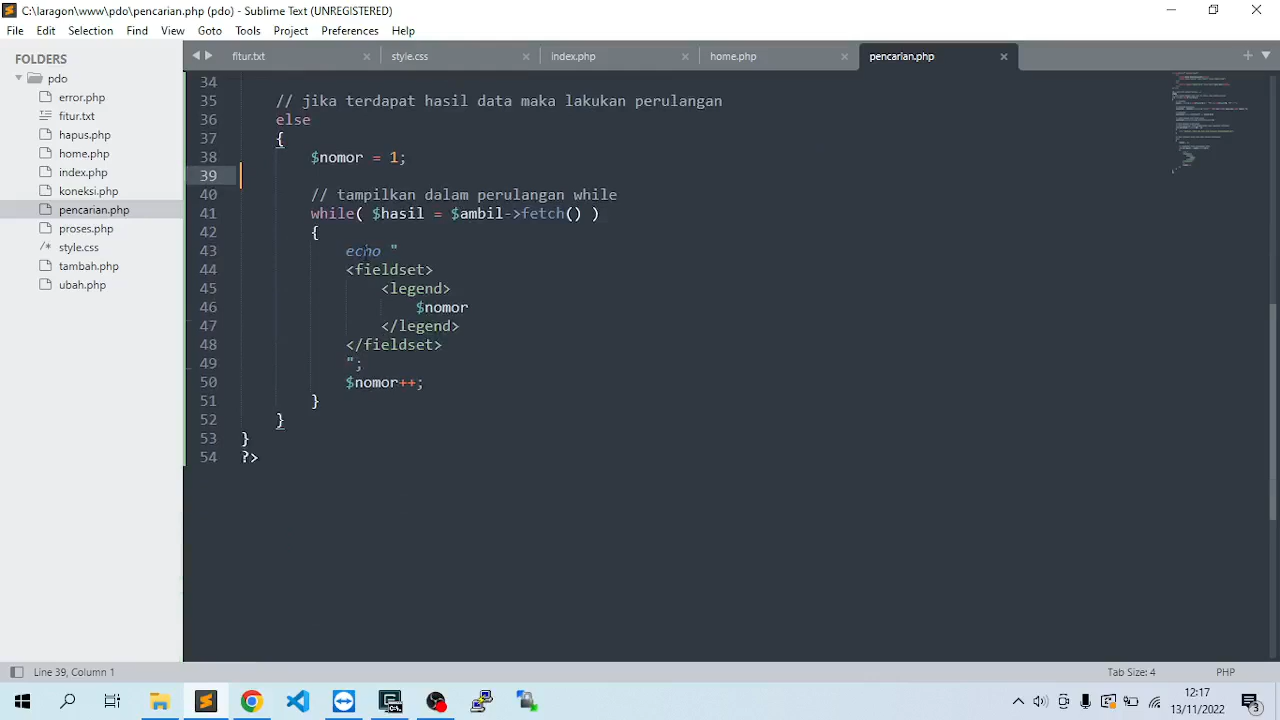 C:\laragon\www\pdo\pencarian.php (pdo) - Sublime Text (UNREGISTERED)
File Edit Selection Find View Goto Tools Project Preferences Help
FOLDERS
pdo
error.php
fitur.txt
hapus.php
home.php
index.php
koneksi.php
pencarian.php
proses.php
/* style.css
tambah.php
ubah.php
fitur.txt style.css index.php home.php pencarian.php
34
35 // jika terdapat hasil
36 else
37 {
38 $nomor = 1;
39
40 // tampilkan dalam perulangan while
41 while( $hasil = $ambil->fetch() )
42 {
43 echo "
44 <fieldset>
45 <legend>
46 $nomor
47 </legend>
48 </fieldset>
49 ";
50 $nomor++;
51 }
52 }
53 }
54 ?>
Line 39, Column 1 Tab Size: 4 PHP
12:17
13/11/2022
3